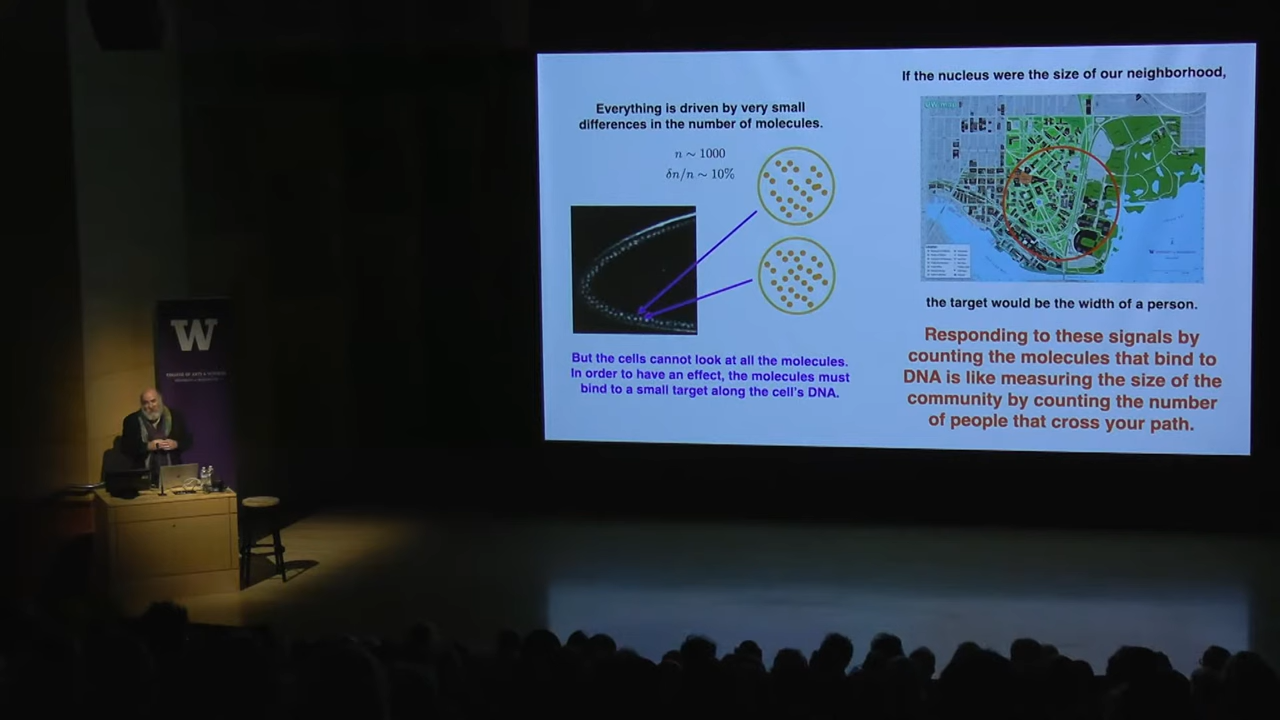 Everything is driven by very small
differences in the number of molecules.
n ~ 1000
δn/n ~ 10%
But the cells cannot look at all the molecules.
In order to have an effect, the molecules must
bind to a small target along the cell's DNA.
If the nucleus were the size of our neighborhood,
the target would be the width of a person.
Responding to these signals by
counting the molecules that bind to
DNA is like measuring the size of the
community by counting the number
of people that cross your path.
W
COLLEGE OF ARTS & SCIENCES